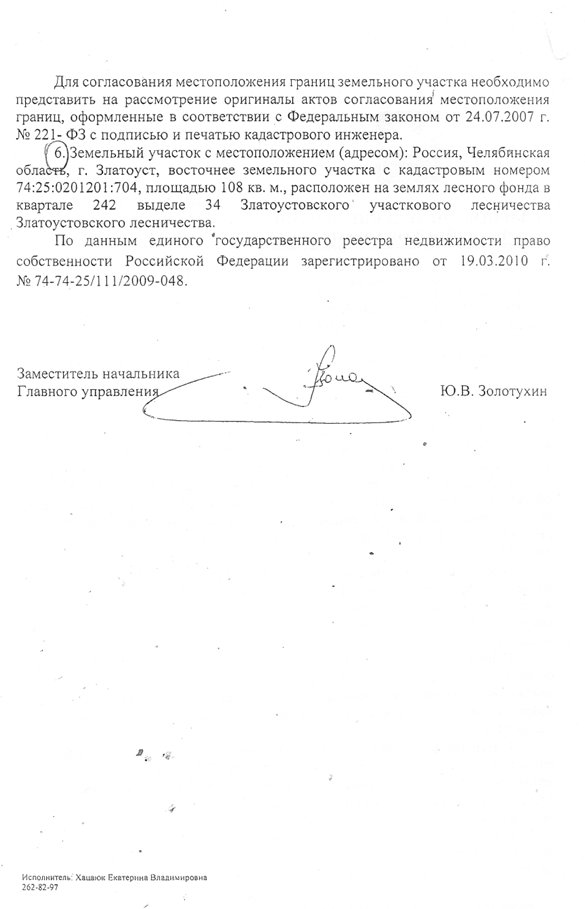 Для согласования местоположения границ земельного участка необходимо
представить на рассмотрение оригиналы актов согласования местоположения
границ, оформленные в соответствии с Федеральным законом от 24.07.2007 г.
№ 221- ФЗ с подписью и печатью кадастрового инженера.
6. Земельный участок с местоположением (адресом): Россия, Челябинская
область, г. Златоуст, восточнее земельного участка с кадастровым номером
74:25:0201201:704, площадью 108 кв. м., расположен на землях лесного фонда в
квартале 242 выделе 34 Златоустовского участкового лесничества
Златоустовского лесничества.
По данным единого государственного реестра недвижимости право
собственности Российской Федерации зарегистрировано от 19.03.2010 г.
№ 74-74-25/111/2009-048.
Заместитель начальника
Главного управления Ю.В. Золотухин
Исполнитель: Хацаюк Екатерина Владимировна
262-82-97